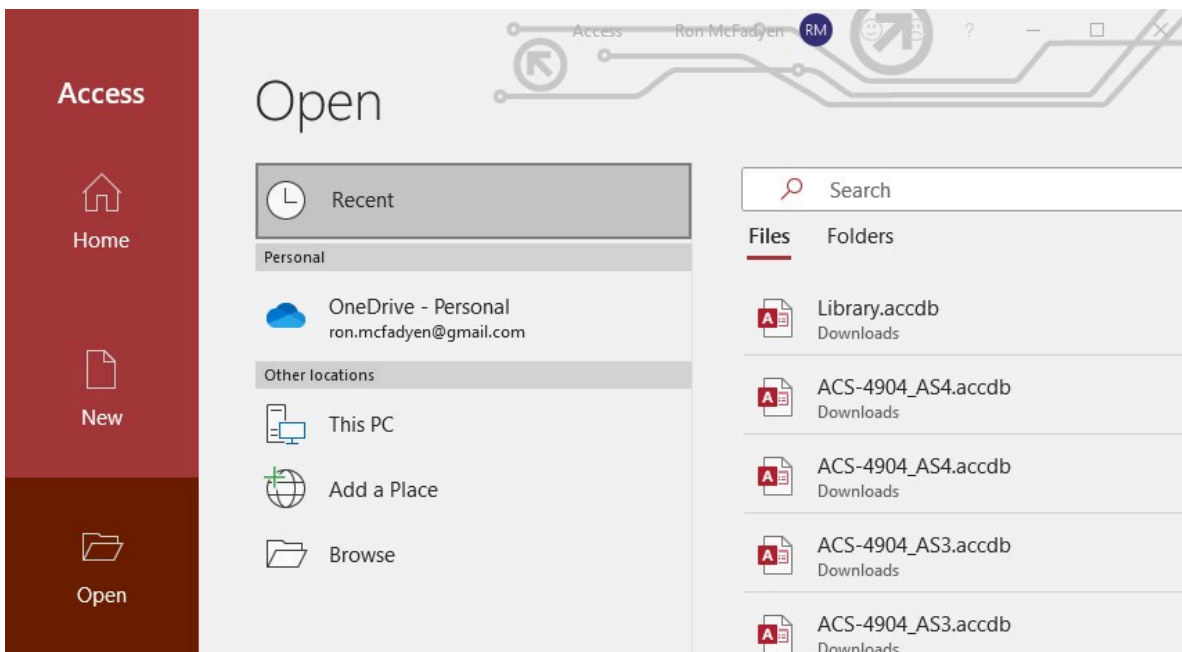 Access Ron McFadyen RM ?
Access
Home
New
Open
Open
Recent
Personal
OneDrive - Personal
ron.mcfadyen@gmail.com
Other locations
This PC
Add a Place
Browse
Search
Files Folders
Library.accdb
Downloads
ACS-4904_AS4.accdb
Downloads
ACS-4904_AS4.accdb
Downloads
ACS-4904_AS3.accdb
Downloads
ACS-4904_AS3.accdb
Downloads